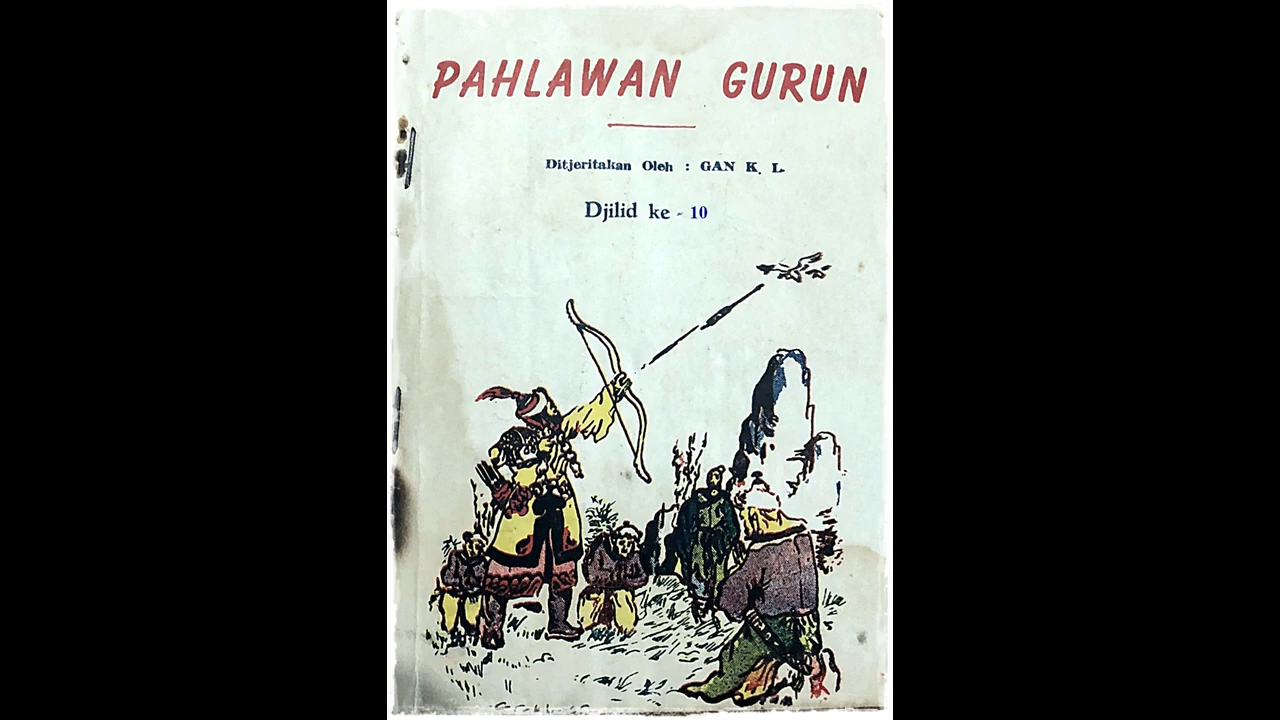 PAHLAWAN GURUN
Ditjeritakan Oleh : GAN K. L.
Djilid ke - 10